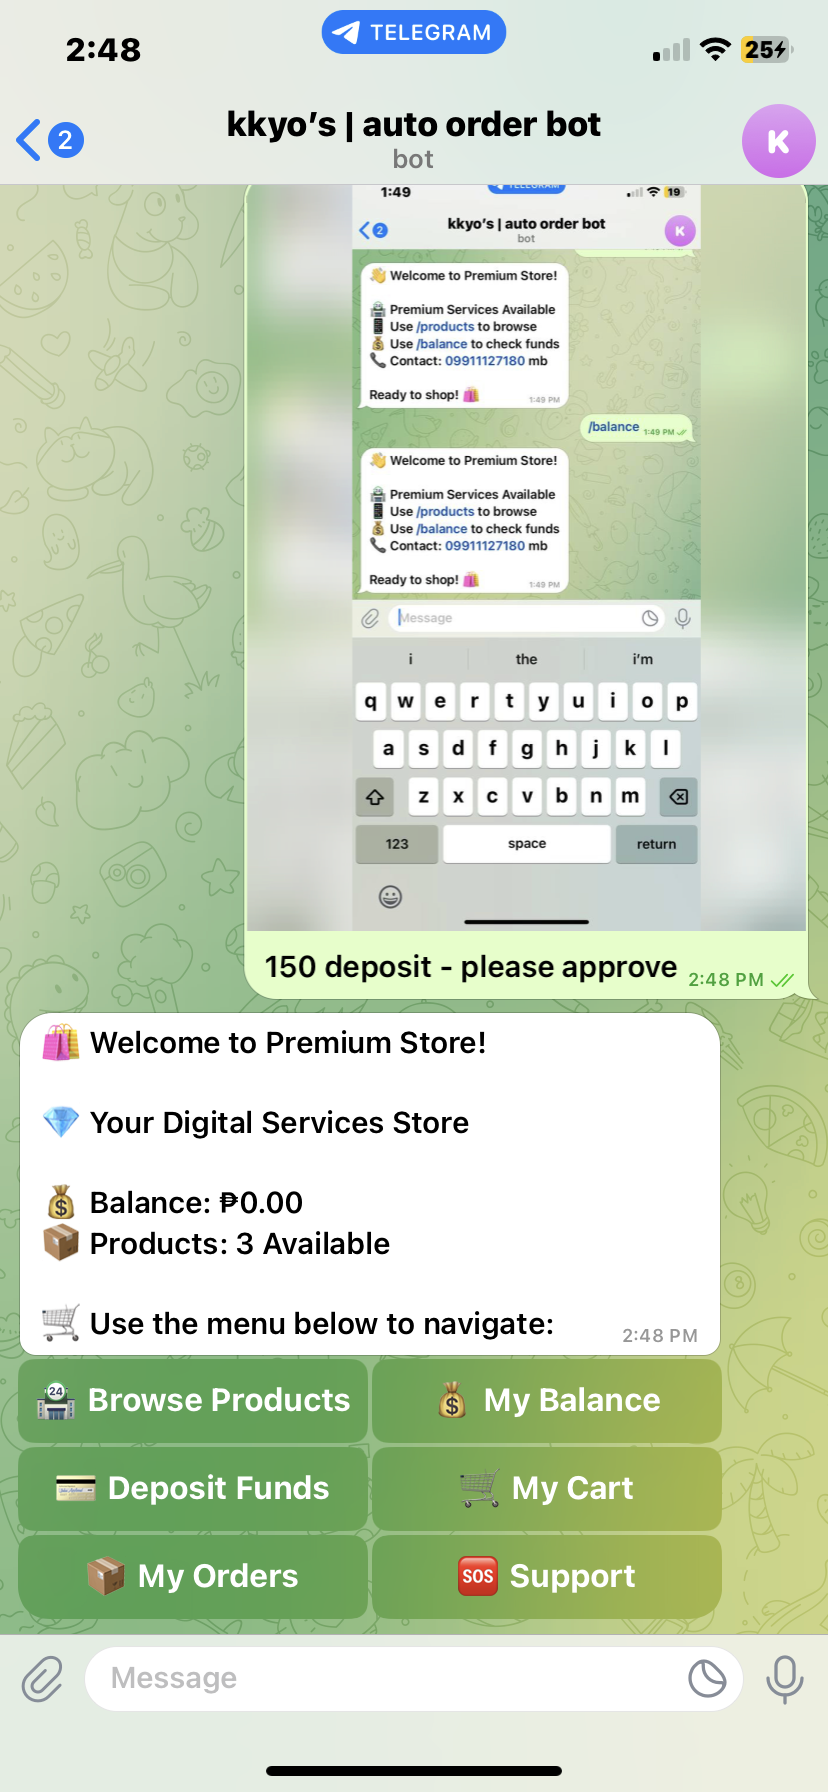 2:48
TELEGRAM
25
2
kkyo's | auto order bot
bot
K
1:49
TELEGRAM
19
2
kkyo's | auto order bot
bot
K
👋 Welcome to Premium Store!
🏪 Premium Services Available
📱 Use /products to browse
💰 Use /balance to check funds
📞 Contact: 09911127180 mb
Ready to shop! 🛍️
1:49 PM
/balance 1:49 PM
👋 Welcome to Premium Store!
🏪 Premium Services Available
📱 Use /products to browse
💰 Use /balance to check funds
📞 Contact: 09911127180 mb
Ready to shop! 🛍️
1:49 PM
Message
i the i'm
q w e r t y u i o p
a s d f g h j k l
z x c v b n m
123 space return
150 deposit - please approve 2:48 PM
🛍️ Welcome to Premium Store!
💎 Your Digital Services Store
💰 Balance: ₱0.00
📦 Products: 3 Available
🛒 Use the menu below to navigate:
2:48 PM
🏪 Browse Products
💰 My Balance
💳 Deposit Funds
🛒 My Cart
📦 My Orders
🆘 Support
Message